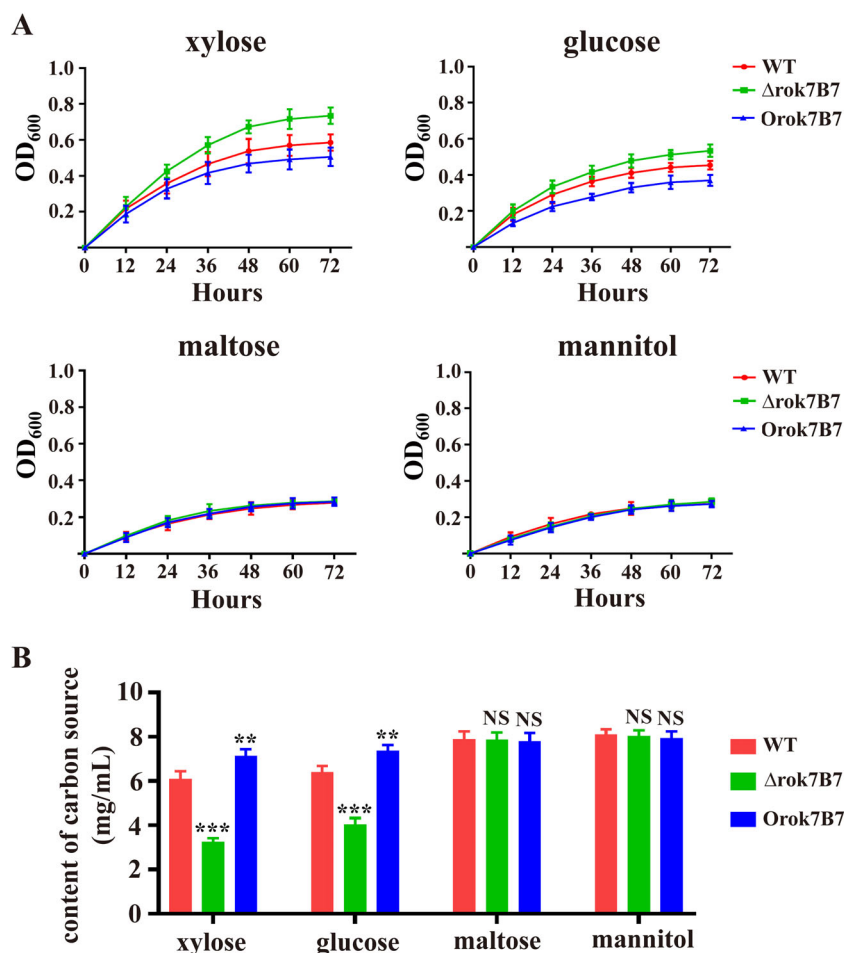 A
xylose
glucose
OD600
1.0
0.8
0.6
0.4
0.2
0 12 24 36 48 60 72
Hours
OD600
1.0
0.8
0.6
0.4
0.2
0 12 24 36 48 60 72
Hours
WT
Δrok7B7
Orok7B7
maltose
mannitol
OD600
1.0
0.8
0.6
0.4
0.2
0 12 24 36 48 60 72
Hours
OD600
1.0
0.8
0.6
0.4
0.2
0 12 24 36 48 60 72
Hours
WT
Δrok7B7
Orok7B7
B
content of carbon source
(mg/mL)
10
8
6
4
2
0
*** **
*** **
NS NS
NS NS
xylose glucose maltose mannitol
WT
Δrok7B7
Orok7B7